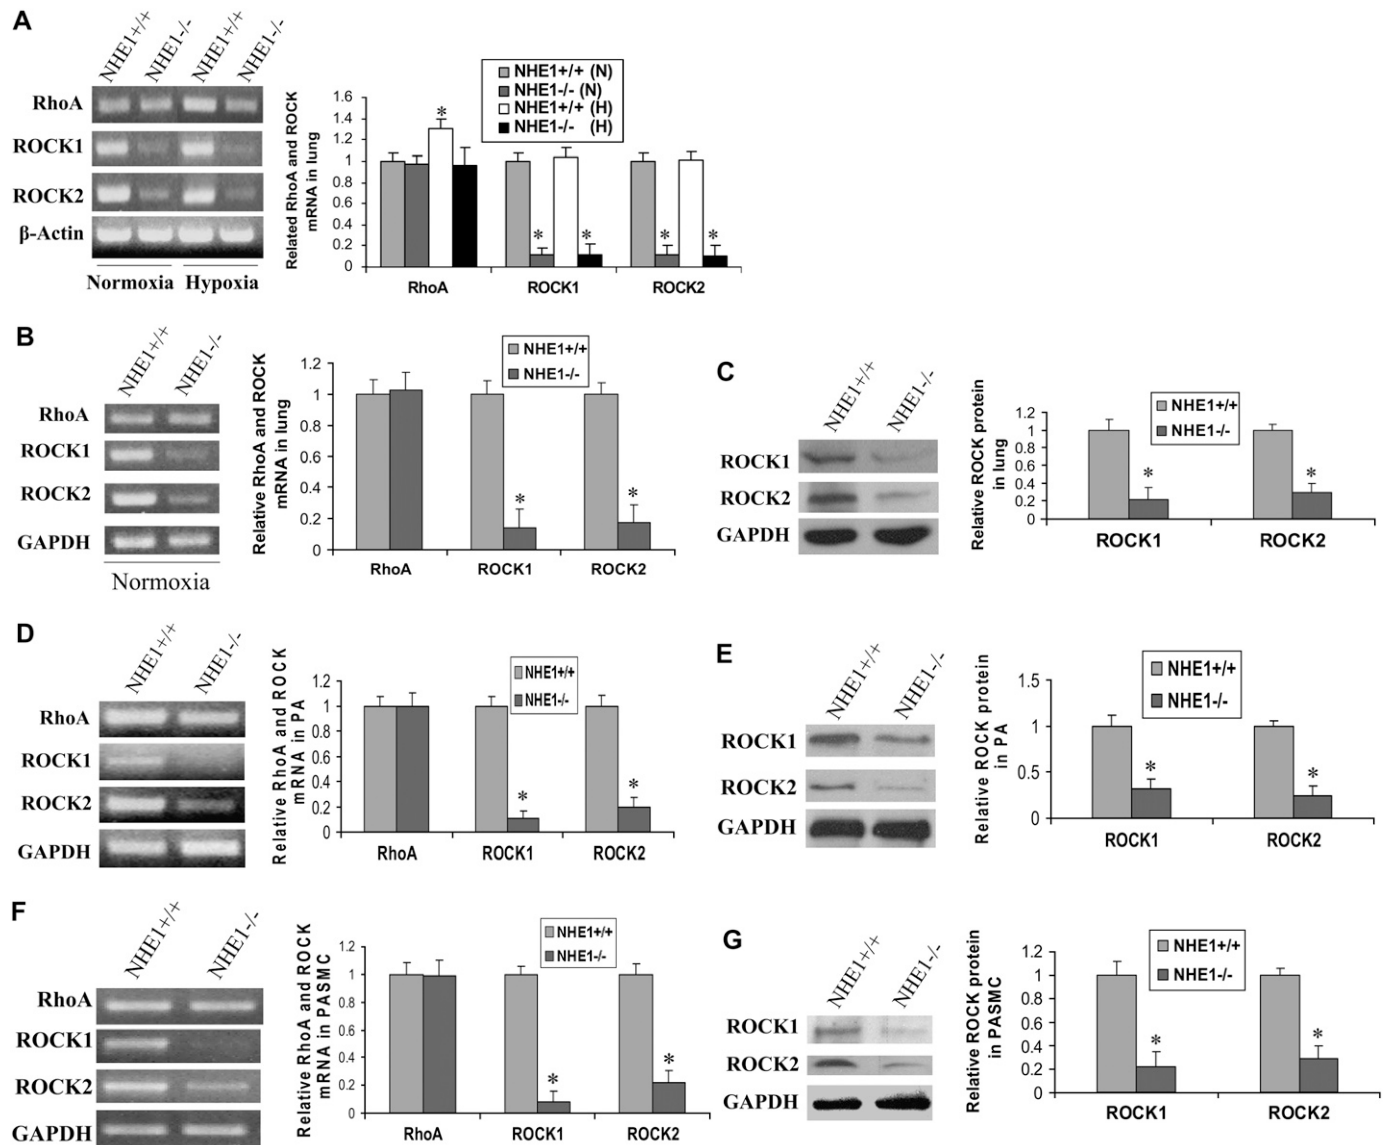 A
NHE1+/+ NHE1-/- NHE1+/+ NHE1-/-
RhoA
ROCK1
ROCK2
β-Actin
Normoxia Hypoxia
Related RhoA and ROCK
mRNA in lung
1.6
1.4
1.2
1
0.8
0.6
0.4
0.2
0
NHE1+/+ (N)
NHE1-/- (N)
NHE1+/+ (H)
NHE1-/- (H)
*
* * * *
RhoA ROCK1 ROCK2
B
NHE1+/+ NHE1-/-
RhoA
ROCK1
ROCK2
GAPDH
Normoxia
Relative RhoA and ROCK
mRNA in lung
1.2
1
0.8
0.6
0.4
0.2
0
NHE1+/+
NHE1-/-
* *
RhoA ROCK1 ROCK2
C
NHE1+/+ NHE1-/-
ROCK1
ROCK2
GAPDH
Relative ROCK protein
in lung
1.2
1
0.8
0.6
0.4
0.2
0
NHE1+/+
NHE1-/-
* *
ROCK1 ROCK2
D
NHE1+/+ NHE1-/-
RhoA
ROCK1
ROCK2
GAPDH
Relative RhoA and ROCK
mRNA in PA
1.2
1
0.8
0.6
0.4
0.2
0
NHE1+/+
NHE1-/-
* *
RhoA ROCK1 ROCK2
E
NHE1+/+ NHE1-/-
ROCK1
ROCK2
GAPDH
Relative ROCK protein
in PA
1.5
1
0.5
0
NHE1+/+
NHE1-/-
* *
ROCK1 ROCK2
F
NHE1+/+ NHE1-/-
RhoA
ROCK1
ROCK2
GAPDH
Relative RhoA and ROCK
mRNA in PASMC
1.2
1
0.8
0.6
0.4
0.2
0
NHE1+/+
NHE1-/-
* *
RhoA ROCK1 ROCK2
G
NHE1+/+ NHE1-/-
ROCK1
ROCK2
GAPDH
Relative ROCK protein
in PASMC
1.2
1
0.8
0.6
0.4
0.2
0
NHE1+/+
NHE1-/-
* *
ROCK1 ROCK2